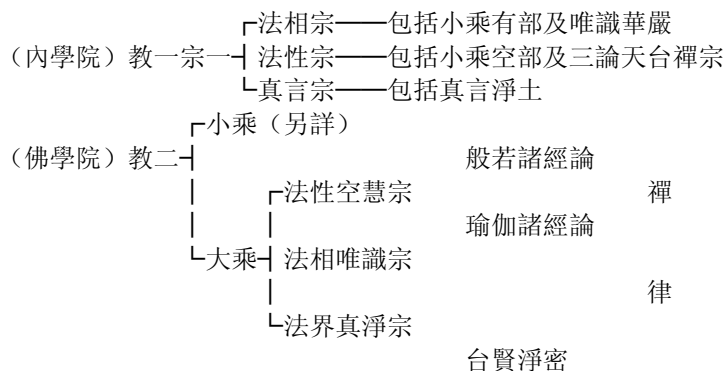 ┌法相宗——包括小乘有部及唯識華嚴
（內學院）教一宗一┤法性宗——包括小乘空部及三論天台禪宗
└真言宗——包括真言淨土
┌小乘（另詳）
（佛學院）教二┤ 般若諸經論
│ ┌法性空慧宗 禪
│ │ 瑜伽諸經論
└大乘┤法相唯識宗
│ 律
└法界真淨宗
台賢淨密